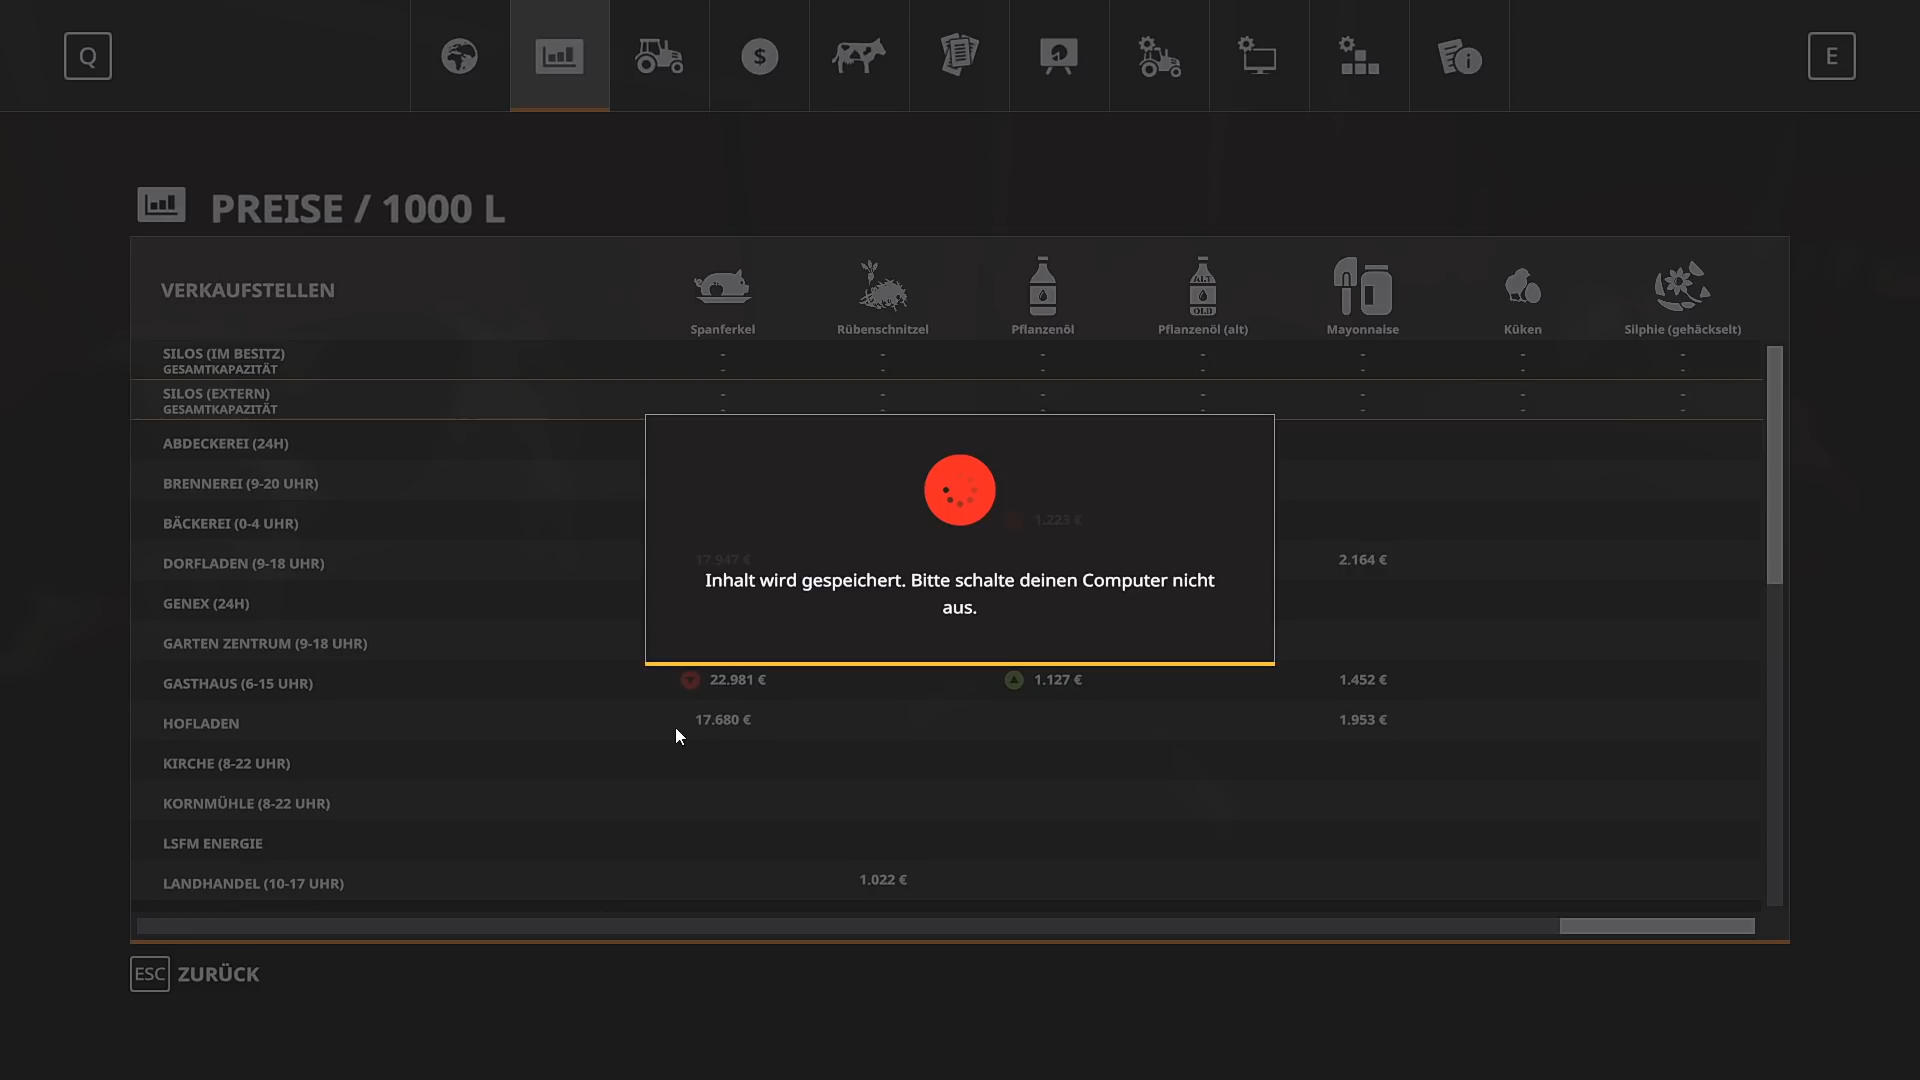 Q
E
PREISE / 1000 L
VERKAUFSTELLEN
Spanferkel
Rübenschnitzel
Pflanzenöl
Pflanzenöl (alt)
Mayonnaise
Küken
Silphie (gehäckselt)
SILOS (IM BESITZ) - - - - - - -
GESAMTKAPAZITÄT - - - - - - -
SILOS (EXTERN) - - - - - - -
GESAMTKAPAZITÄT - - - - - - -
ABDECKEREI (24H)
BRENNEREI (9-20 UHR)
BÄCKEREI (0-4 UHR) 1.223 €
DORFLADEN (9-18 UHR) 17.947 € 2.164 €
Inhalt wird gespeichert. Bitte schalte deinen Computer nicht
aus.
GENEX (24H)
GARTEN ZENTRUM (9-18 UHR)
GASTHAUS (6-15 UHR) 22.981 € 1.127 € 1.452 €
HOFLADEN 17.680 € 1.953 €
KIRCHE (8-22 UHR)
KORNMÜHLE (8-22 UHR)
LSFM ENERGIE
LANDHANDEL (10-17 UHR) 1.022 €
ESC ZURÜCK